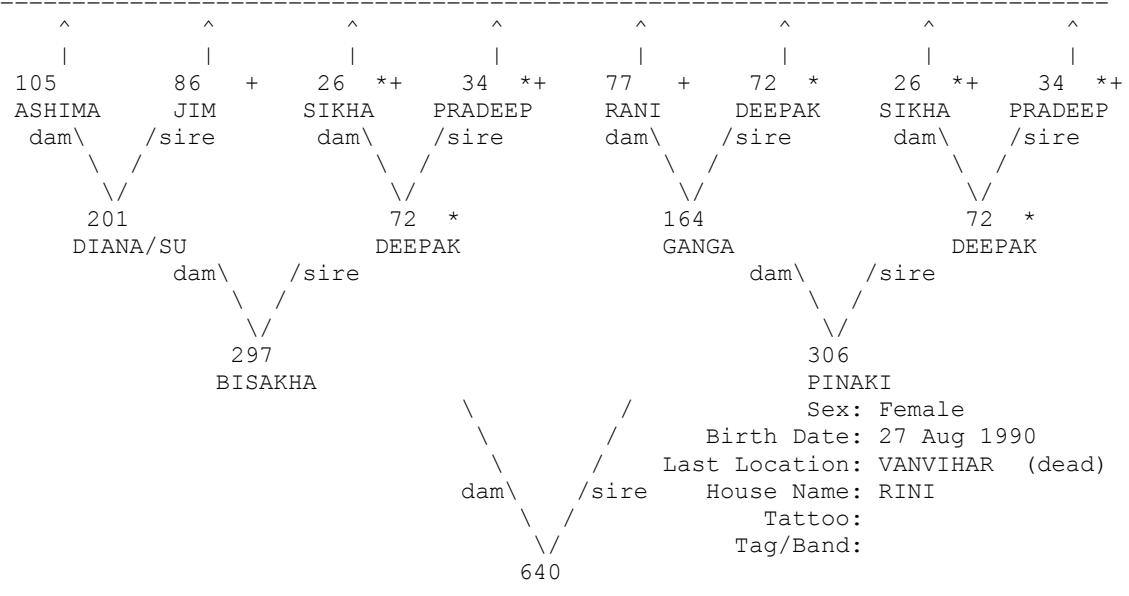 --------------------------------------------------------------------------------
^ ^ ^ ^ ^ ^ ^ ^
| | | | | | | |
105 86 + 26 *+ 34 *+ 77 + 72 * 26 *+ 34 *+
ASHIMA JIM SIKHA PRADEEP RANI DEEPAK SIKHA PRADEEP
dam\ /sire dam\ /sire dam\ /sire dam\ /sire
\ / \ / \ / \ /
\/ \/ \/ \/
201 72 * 164 72 *
DIANA/SU DEEPAK GANGA DEEPAK
dam\ /sire dam\ /sire
\ / \ /
\/ \/
297 306
BISAKHA PINAKI
\ / Sex: Female
\ / Birth Date: 27 Aug 1990
\ / Last Location: VANVIHAR (dead)
dam\ /sire House Name: RINI
\ / Tattoo:
\/ Tag/Band:
640